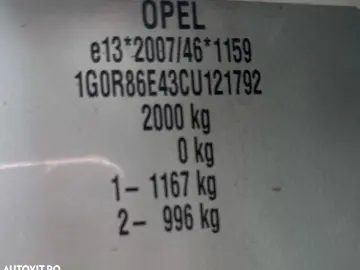 OPEL
e13*2007/46*1159
1G0R86E43CU121792
2000 kg
0 kg
1- 1167 kg
2- 996 kg
AUTOVIT.RO